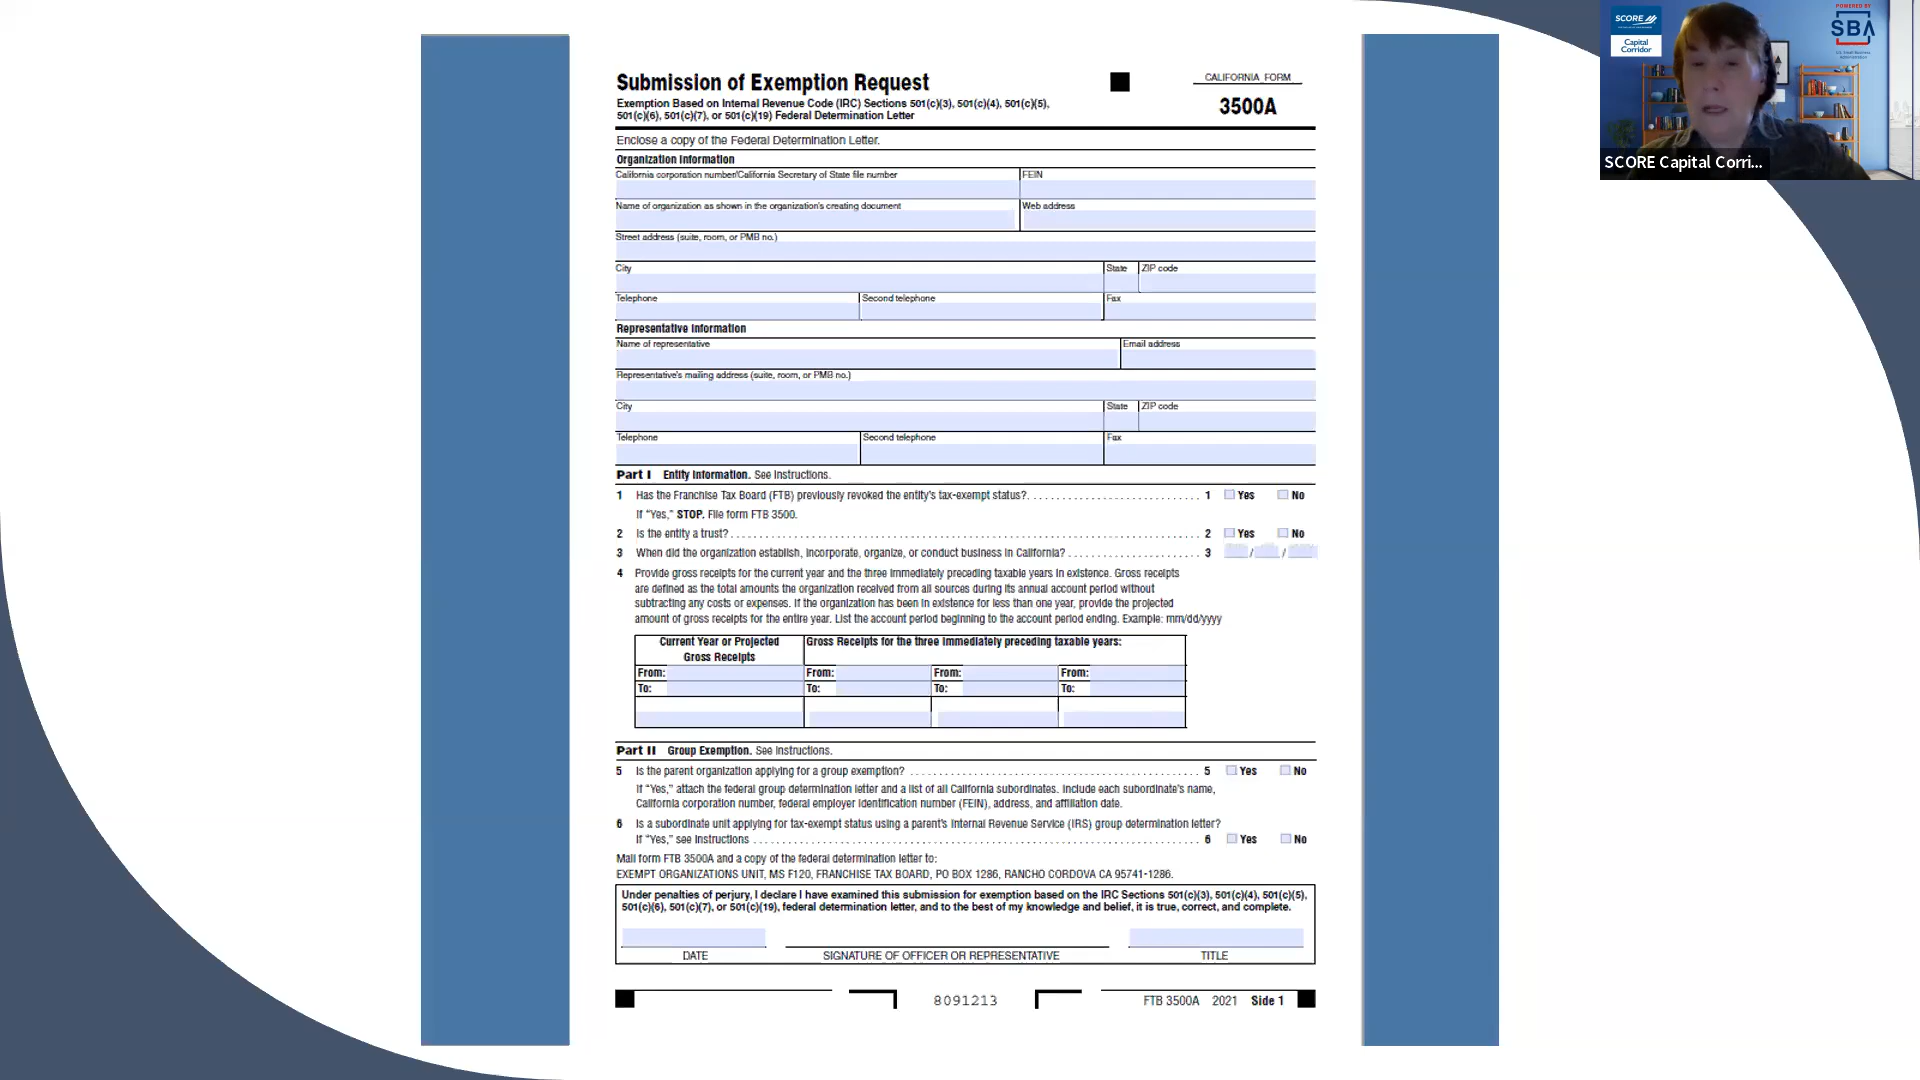 Submission of Exemption Request
CALIFORNIA FORM
3500A
Exemption Based on Internal Revenue Code (IRC) Sections 501(c)(3), 501(c)(4), 501(c)(5),
501(c)(6), 501(c)(7), or 501(c)(19) Federal Determination Letter
Enclose a copy of the Federal Determination Letter.
Organization Information
California corporation number/California Secretary of State file number
FEIN
Name of organization as shown in the organization's creating document
Web address
Street address (suite, room, or PMB no.)
City State ZIP code
Telephone Second telephone Fax
Representative Information
Name of representative Email address
Representative's mailing address (suite, room, or PMB no.)
City State ZIP code
Telephone Second telephone Fax
Part I Entity Information. See instructions.
1 Has the Franchise Tax Board (FTB) previously revoked the entity's tax-exempt status? 1 Yes No
If "Yes," STOP. File form FTB 3500.
2 Is the entity a trust? 2 Yes No
3 When did the organization establish, incorporate, organize, or conduct business in California? 3 / /
4 Provide gross receipts for the current year and the three immediately preceding taxable years in existence. Gross receipts
are defined as the total amounts the organization received from all sources during its annual account period without
subtracting any costs or expenses. If the organization has been in existence for less than one year, provide the projected
amount of gross receipts for the entire year. List the account period beginning to the account period ending. Example: mm/dd/yyyy
Current Year or Projected
Gross Receipts
Gross Receipts for the three immediately preceding taxable years:
From: From: From: From:
To: To: To: To:
Part II Group Exemption. See instructions.
5 Is the parent organization applying for a group exemption? 5 Yes No
If "Yes," attach the federal group determination letter and a list of all California subordinates. Include each subordinate's name,
California corporation number, federal employer identification number (FEIN), address, and affiliation date.
6 Is a subordinate unit applying for tax-exempt status using a parent's Internal Revenue Service (IRS) group determination letter?
If "Yes," see instructions 6 Yes No
Mail form FTB 3500A and a copy of the federal determination letter to:
EXEMPT ORGANIZATIONS UNIT, MS F120, FRANCHISE TAX BOARD, PO BOX 1286, RANCHO CORDOVA CA 95741-1286.
Under penalties of perjury, I declare I have examined this submission for exemption based on the IRC Sections 501(c)(3), 501(c)(4), 501(c)(5),
501(c)(6), 501(c)(7), or 501(c)(19), federal determination letter, and to the best of my knowledge and belief, it is true, correct, and complete.
DATE SIGNATURE OF OFFICER OR REPRESENTATIVE TITLE
8091213
FTB 3500A 2021 Side 1
SCORE
Capital
Corridor
POWERED BY
SBA
SCORE Capital Corri...